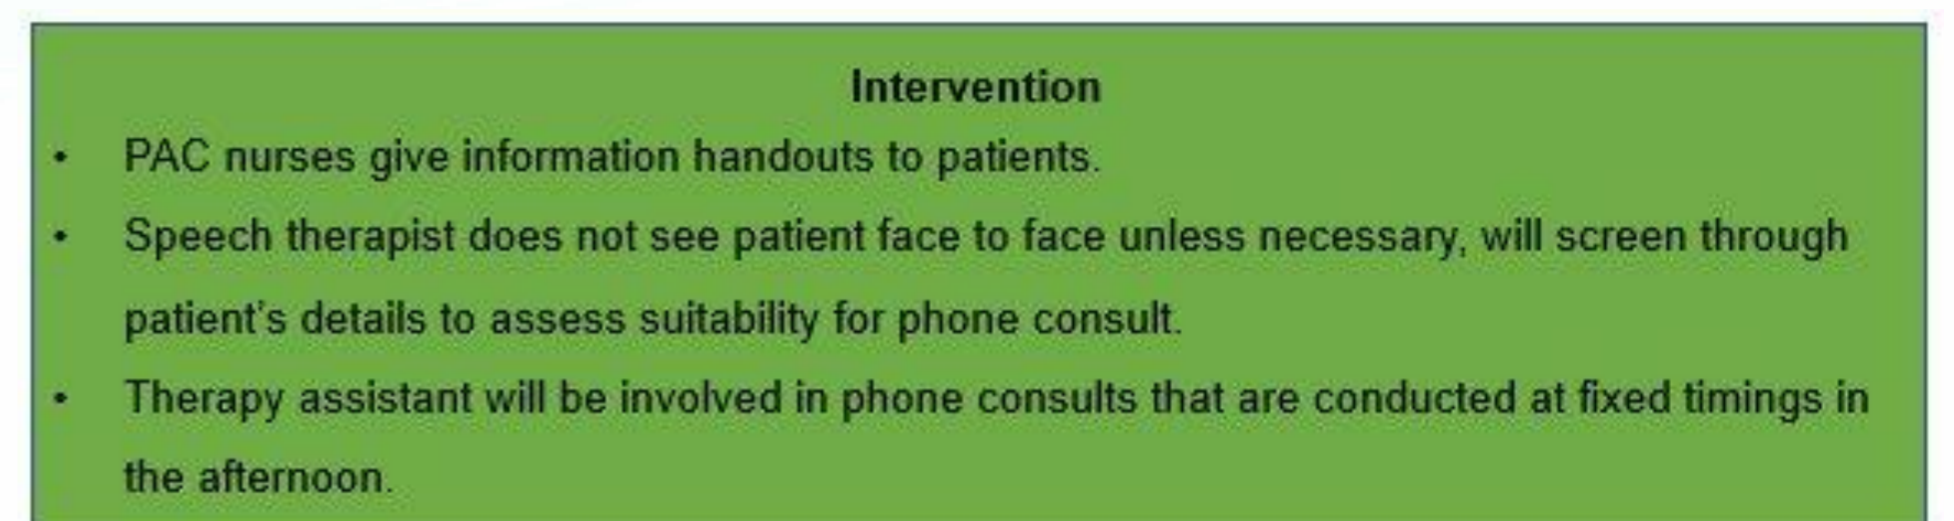 Intervention
• PAC nurses give information handouts to patients.
• Speech therapist does not see patient face to face unless necessary, will screen through
patient's details to assess suitability for phone consult.
• Therapy assistant will be involved in phone consults that are conducted at fixed timings in
the afternoon.